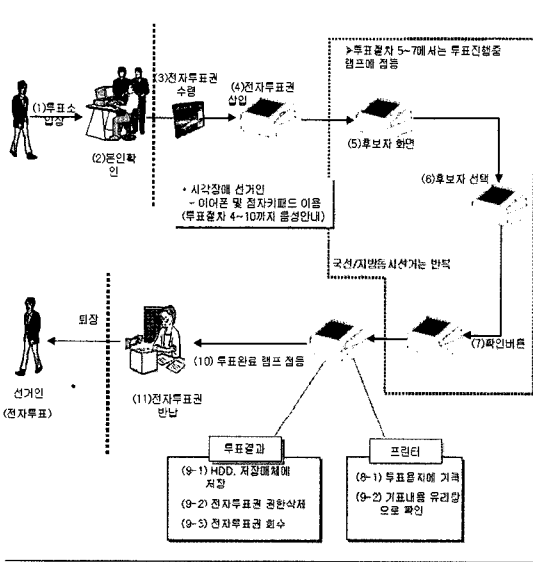 ➤투표절차 5~7에서는 투표진행중
램프에 점등
(1)투표소
입장
(2)본인확
인
(3)전자투표권
수령
(4)전자투표권
삽입
(5)후보자 화면
(6)후보자 선택
• 시각장애 선거인
- 이어폰 및 점자키패드 이용
(투표절차 4~10까지 음성안내)
국선/지방동시선거는 반복
(7)확인버튼
퇴장
(10) 투표완료 램프 점등
선거인
(전자투표)
(11)전자투표권
반납
투표결과
(9-1) HDD, 저장매체에
저장
(9-2) 전자투표권 권한삭제
(9-3) 전자투표권 회수
프린터
(8-1) 투표용지에 기록
(9-2) 기표내용 유리창
으로 확인